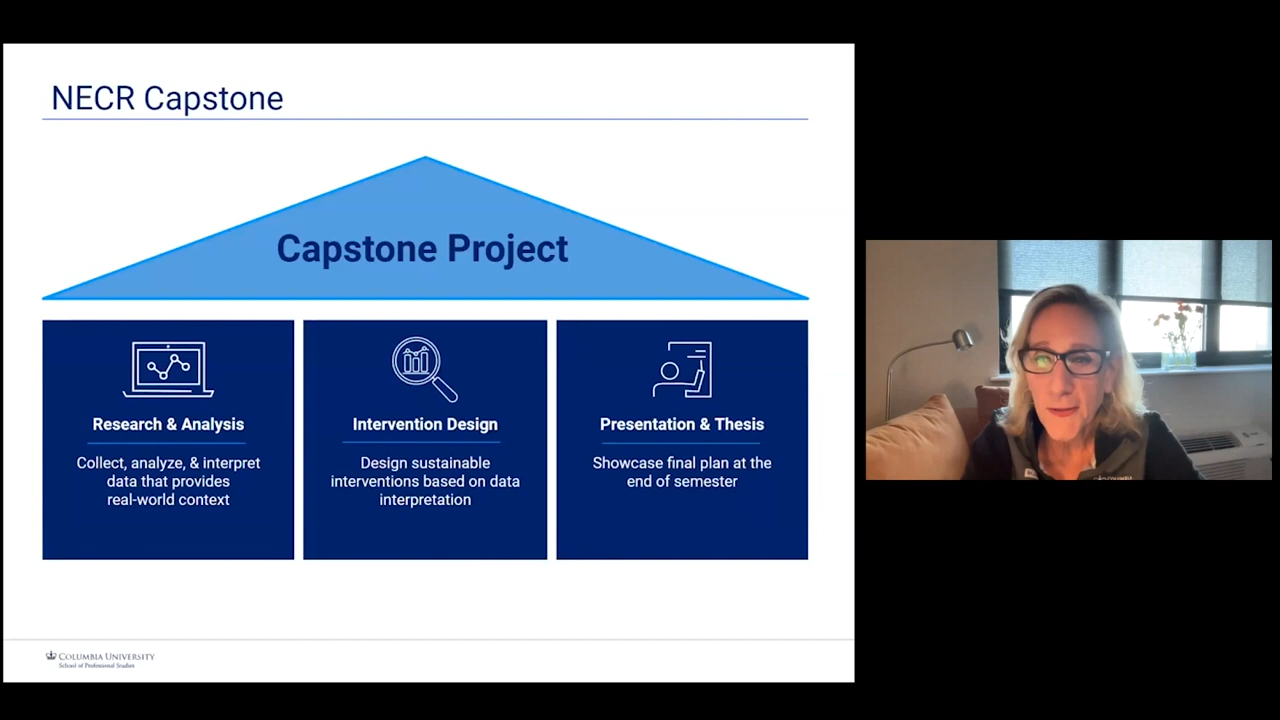 NECR Capstone
Capstone Project
Research & Analysis
Collect, analyze, & interpret
data that provides
real-world context
Intervention Design
Design sustainable
interventions based on data
interpretation
Presentation & Thesis
Showcase final plan at the
end of semester
COLUMBIA UNIVERSITY
School of Professional Studies
COLUMBIA